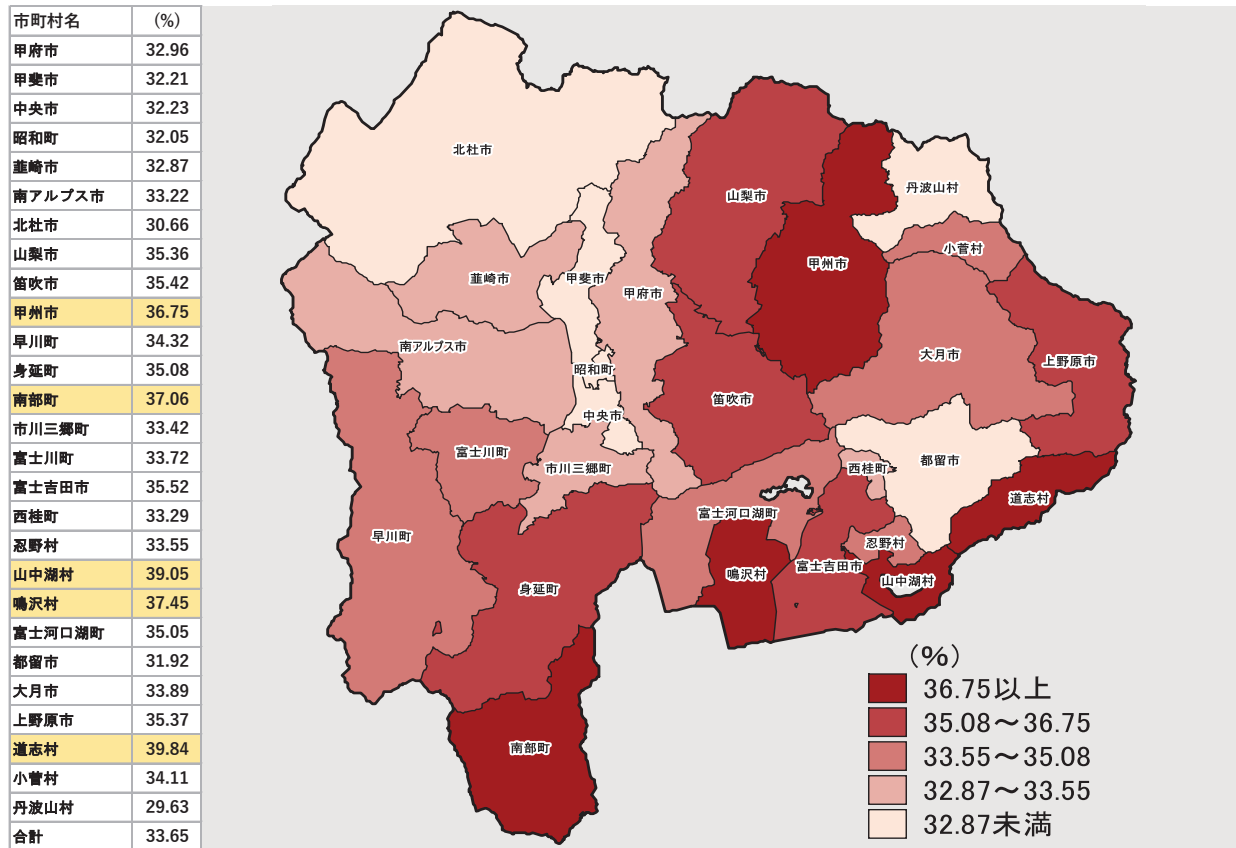 市町村名 (%)
甲府市 32.96
甲斐市 32.21
中央市 32.23
昭和町 32.05
韮崎市 32.87
南アルプス市 33.22
北杜市 30.66
山梨市 35.36
笛吹市 35.42
甲州市 36.75
早川町 34.32
身延町 35.08
南部町 37.06
市川三郷町 33.42
富士川町 33.72
富士吉田市 35.52
西桂町 33.29
忍野村 33.55
山中湖村 39.05
鳴沢村 37.45
富士河口湖町 35.05
都留市 31.92
大月市 33.89
上野原市 35.37
道志村 39.84
小菅村 34.11
丹波山村 29.63
合計 33.65
北杜市
丹波山村
山梨市
小菅村
甲州市
韮崎市
甲斐市
甲府市
南アルプス市
大月市
上野原市
昭和町
笛吹市
中央市
富士川町
市川三郷町
西桂町
都留市
道志村
富士河口湖町
早川町
忍野村
富士吉田市
鳴沢村
山中湖村
身延町
南部町
(%)
36.75以上
35.08〜36.75
33.55〜35.08
32.87〜33.55
32.87未満